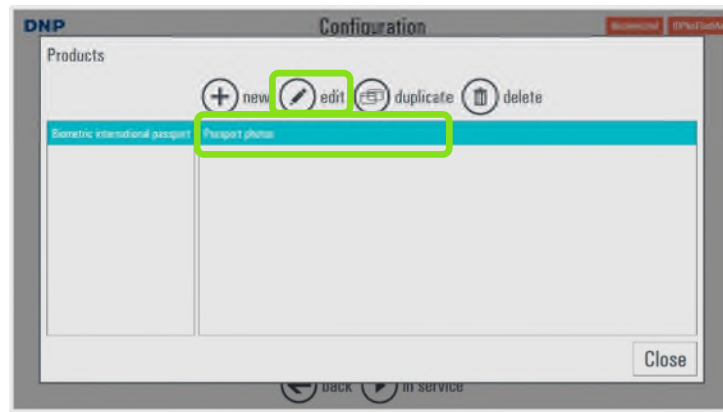 DNP
Configuration
Products
new edit duplicate delete
Biometric international passport
Passport photos
Close
back in service